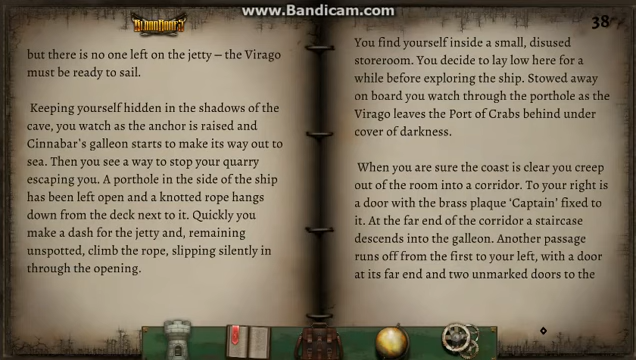 www.Bandicam.com
BLOODBONES
38
but there is no one left on the jetty – the Virago
must be ready to sail.
Keeping yourself hidden in the shadows of the
cave, you watch as the anchor is raised and
Cinnabar’s galleon starts to make its way out to
sea. Then you see a way to stop your quarry
escaping you. A porthole in the side of the ship
has been left open and a knotted rope hangs
down from the deck next to it. Quickly you
make a dash for the jetty and, remaining
unspotted, climb the rope, slipping silently in
through the opening.
You find yourself inside a small, disused
storeroom. You decide to lay low here for a
while before exploring the ship. Stowed away
on board you watch through the porthole as the
Virago leaves the Port of Crabs behind under
cover of darkness.
When you are sure the coast is clear you creep
out of the room into a corridor. To your right is
a door with the brass plaque ‘Captain’ fixed to
it. At the far end of the corridor a staircase
descends into the galleon. Another passage
runs off from the first to your left, with a door
at its far end and two unmarked doors to the